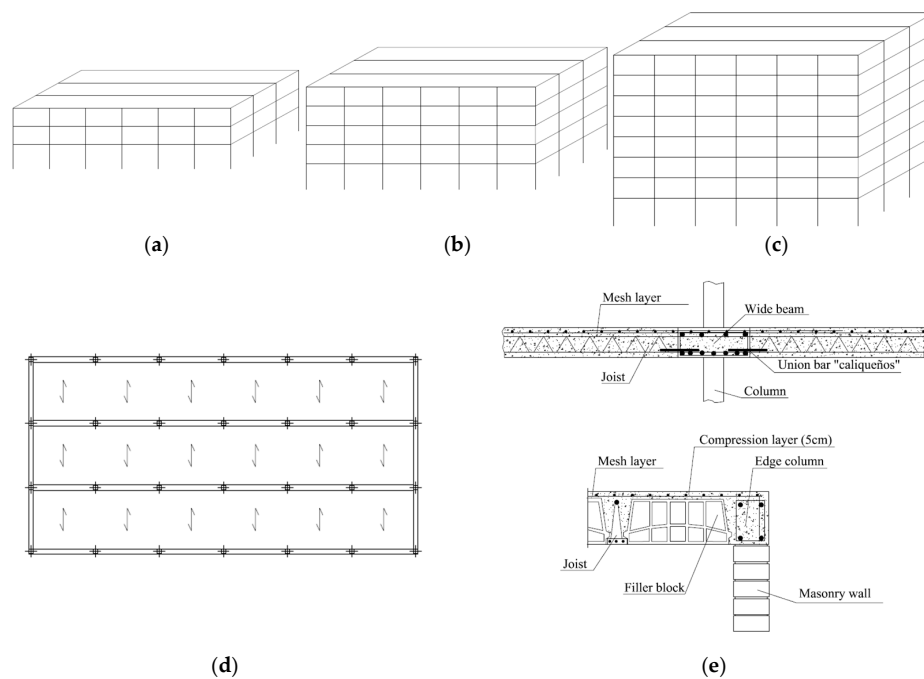 (a)
(b)
(c)
Mesh layer
Wide beam
Joist
Union bar "caliqueños"
Column
Compression layer (5cm)
Mesh layer
Edge column
Joist
Filler block
Masonry wall
(d)
(e)